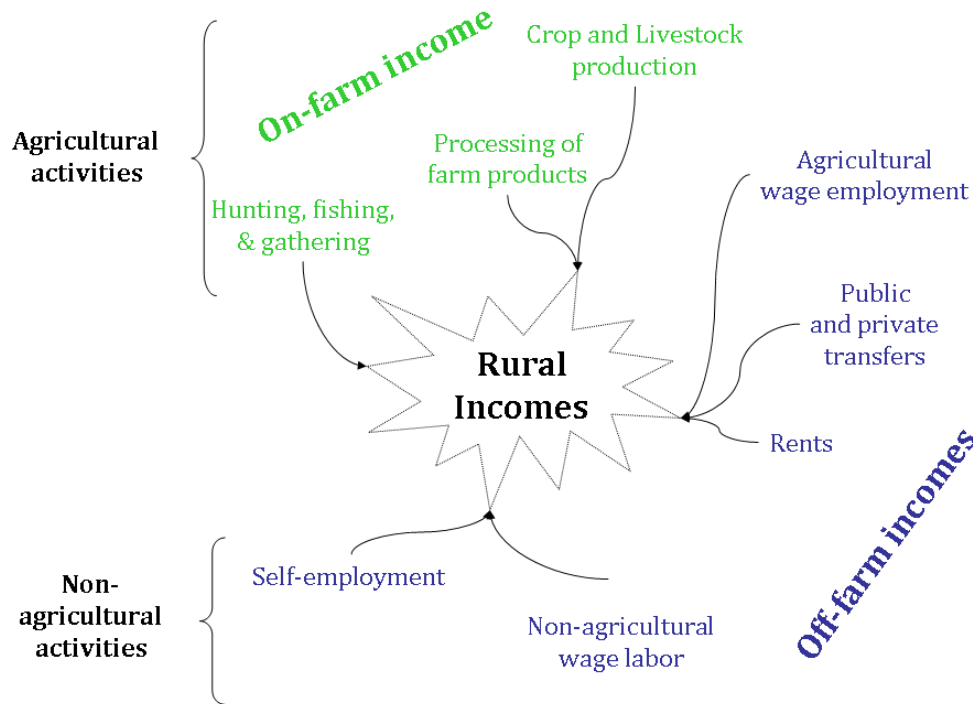 On-farm income
Crop and Livestock
production
Agricultural
activities
Processing of
farm products
Agricultural
wage employment
Hunting, fishing,
& gathering
Public
and private
transfers
Rural
Incomes
Rents
Off-farm incomes
Self-employment
Non-
agricultural
activities
Non-agricultural
wage labor